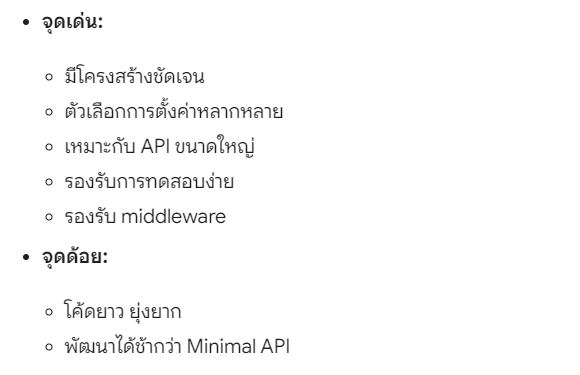 จุดเด่น:
มีโครงสร้างชัดเจน
ตัวเลือกการตั้งค่าหลากหลาย
เหมาะกับ API ขนาดใหญ่
รองรับการทดสอบง่าย
รองรับ middleware
จุดด้อย:
โค้ดยาว ยุ่งยาก
พัฒนาได้ช้ากว่า Minimal API